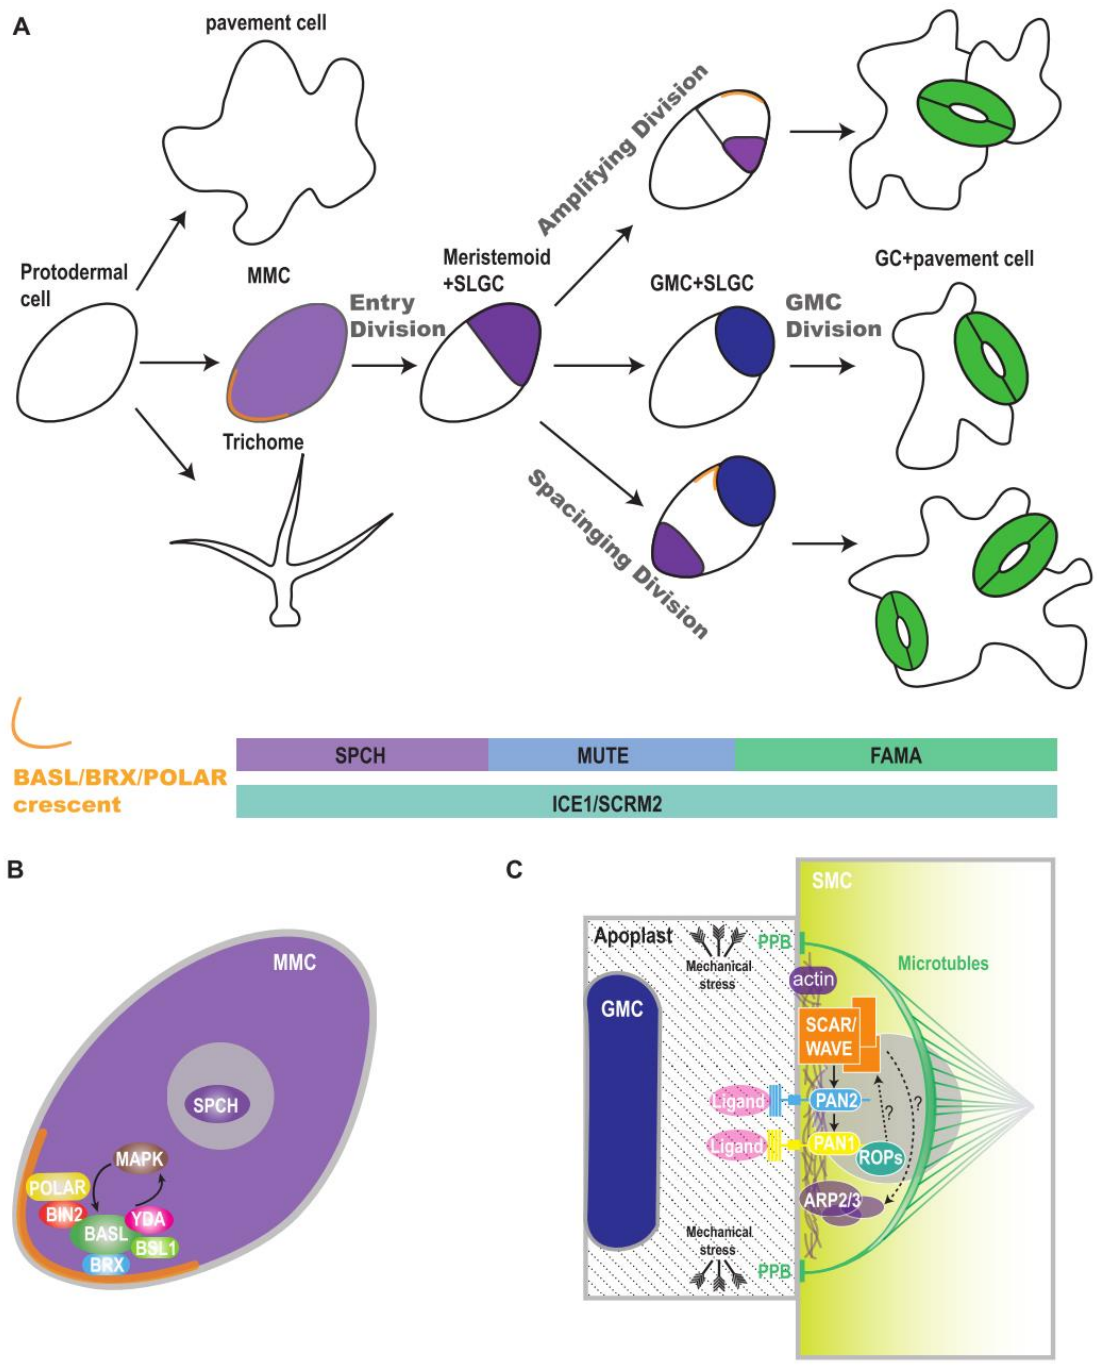 A
pavement cell
Protodermal
cell
MMC
Entry
Division
Trichome
Meristemoid
+SLGC
Amplifying Division
GMC+SLGC
GMC
Division
GC+pavement cell
Spacinging Division
BASL/BRX/POLAR
crescent
SPCH
MUTE
FAMA
ICE1/SCRM2
B
MMC
SPCH
MAPK
POLAR
BIN2
BASL
YDA
BSL1
BRX
C
SMC
Apoplast
PPB
Mechanical
stress
actin
Microtubles
GMC
SCAR/
WAVE
Ligand
PAN2
?
?
Ligand
PAN1
ROPs
ARP2/3
Mechanical
stress
PPB